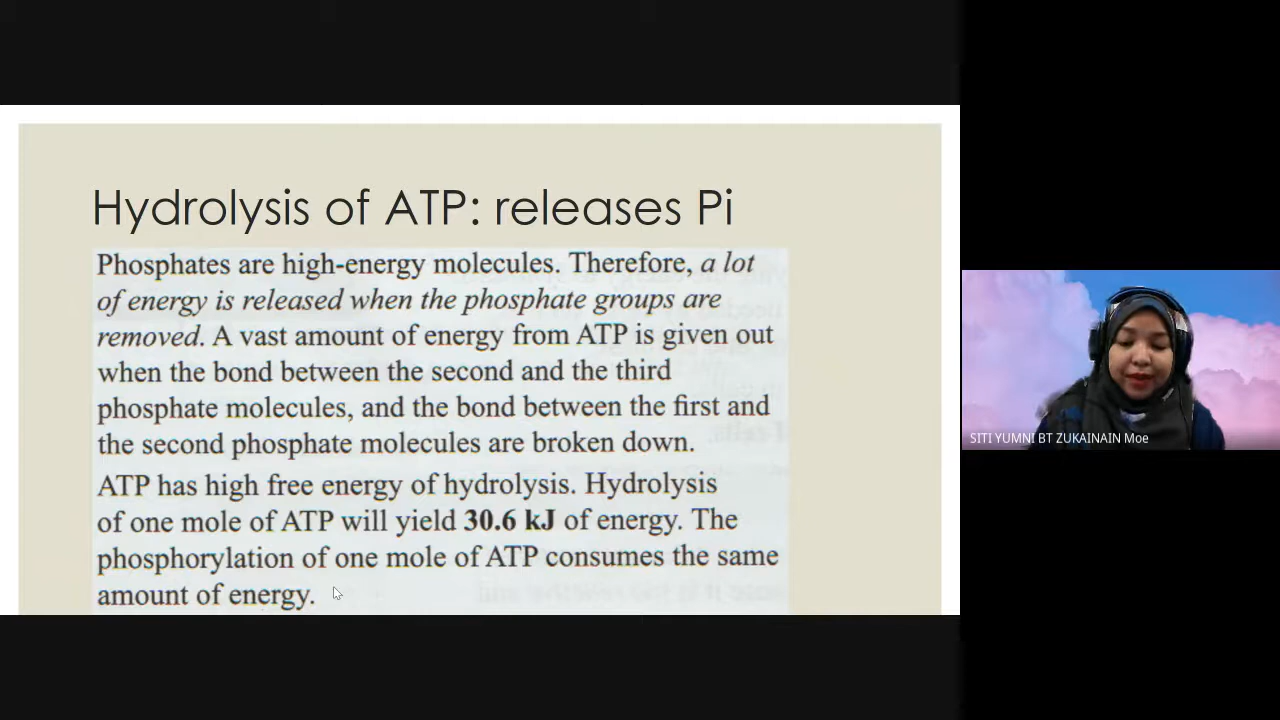 Hydrolysis of ATP: releases Pi
Phosphates are high-energy molecules. Therefore, a lot
of energy is released when the phosphate groups are
removed. A vast amount of energy from ATP is given out
when the bond between the second and the third
phosphate molecules, and the bond between the first and
the second phosphate molecules are broken down.
ATP has high free energy of hydrolysis. Hydrolysis
of one mole of ATP will yield 30.6 kJ of energy. The
phosphorylation of one mole of ATP consumes the same
amount of energy.
SITI YUMNI BT ZUKAINAIN Moe